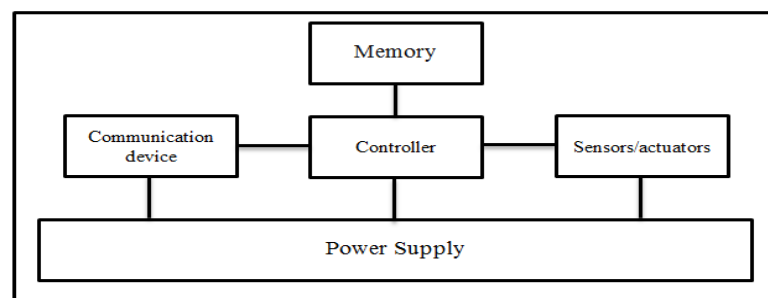 Memory
Communication
device
Controller
Sensors/actuators
Power Supply